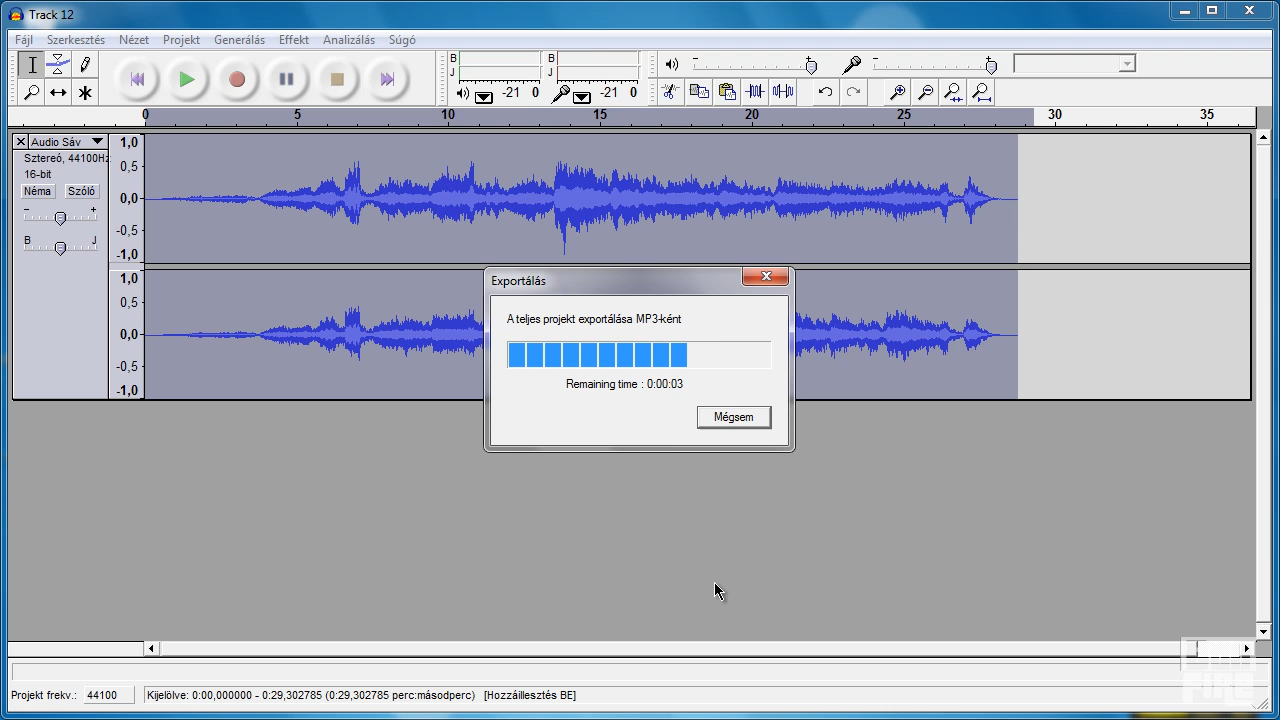 Track 12
Fájl Szerkesztés Nézet Projekt Generálás Effekt Analizálás Súgó
B
J
-21 0
B
J
-21 0
0 5 10 15 20 25 30 35
Audio Sáv
Sztereó, 44100Hz
16-bit
Néma Szóló
- +
B J
1,0
0,5
0,0
-0,5
-1,0
1,0
0,5
0,0
-0,5
-1,0
Exportálás
A teljes projekt exportálása MP3-ként
Remaining time : 0:00:03
Mégsem
Projekt frekv.: 44100 Kijelölve: 0:00,000000 - 0:29,302785 (0:29,302785 perc:másodperc) [Hozzáillesztés BE]